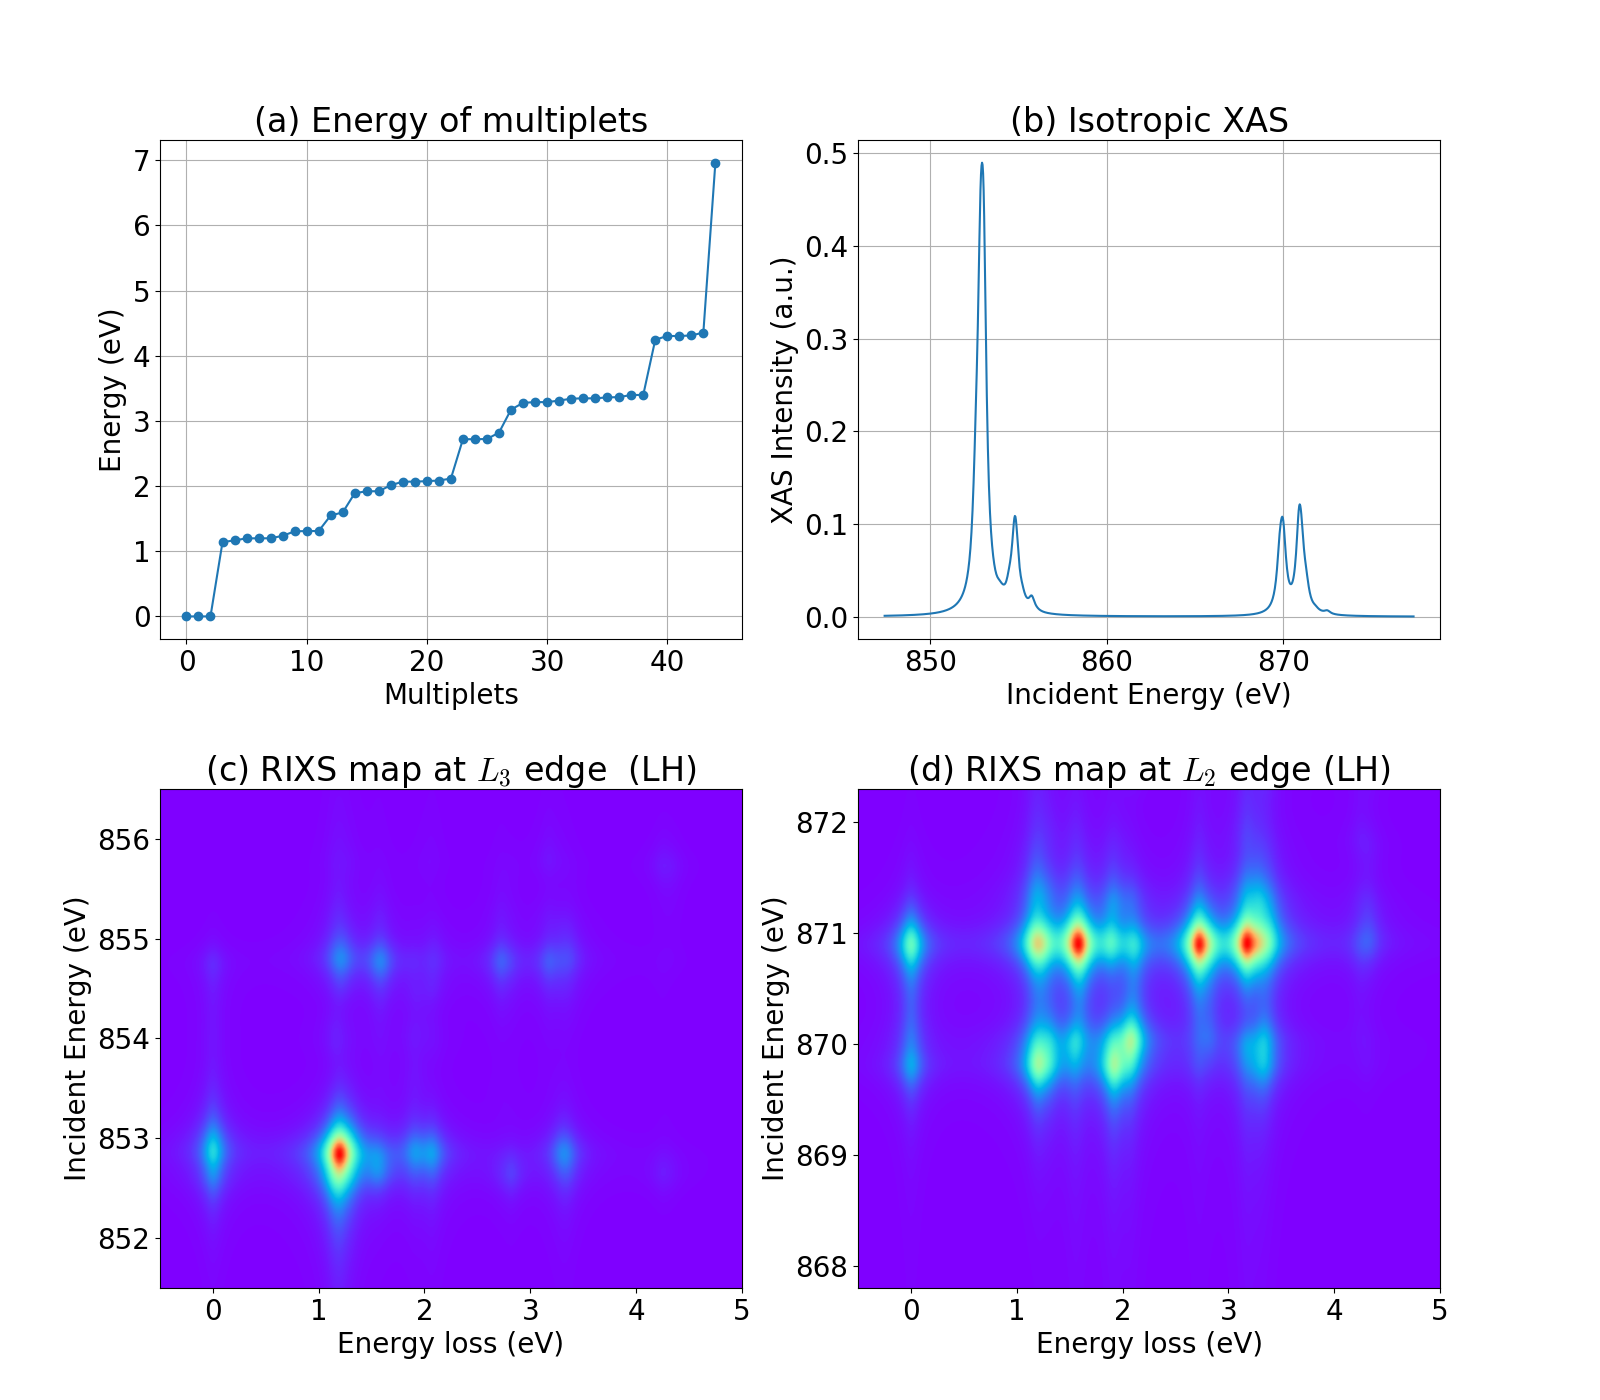 (a) Energy of multiplets
7
6
5
4
3
2
1
0
Energy (eV)
0 10 20 30 40
Multiplets
(b) Isotropic XAS
0.5
0.4
0.3
0.2
0.1
0.0
XAS Intensity (a.u.)
850 860 870
Incident Energy (eV)
(c) RIXS map at L3 edge (LH)
856
855
854
853
852
Incident Energy (eV)
0 1 2 3 4 5
Energy loss (eV)
(d) RIXS map at L2 edge (LH)
872
871
870
869
868
Incident Energy (eV)
0 1 2 3 4 5
Energy loss (eV)